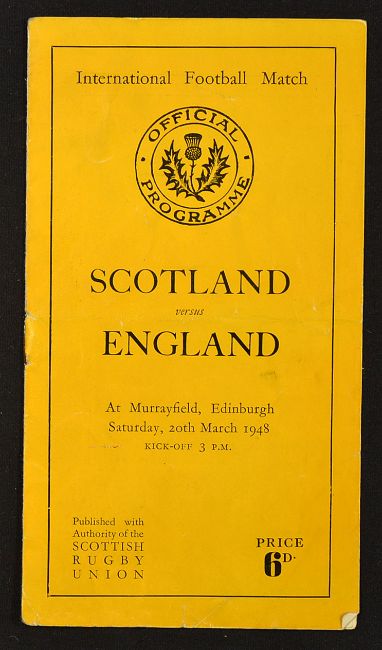 International Football Match
OFFICIAL
PROGRAMME
SCOTLAND
versus
ENGLAND
At Murrayfield, Edinburgh
Saturday, 20th March 1948
KICK-OFF 3 P.M.
Published with
Authority of the
SCOTTISH
RUGBY
UNION
PRICE
6D.